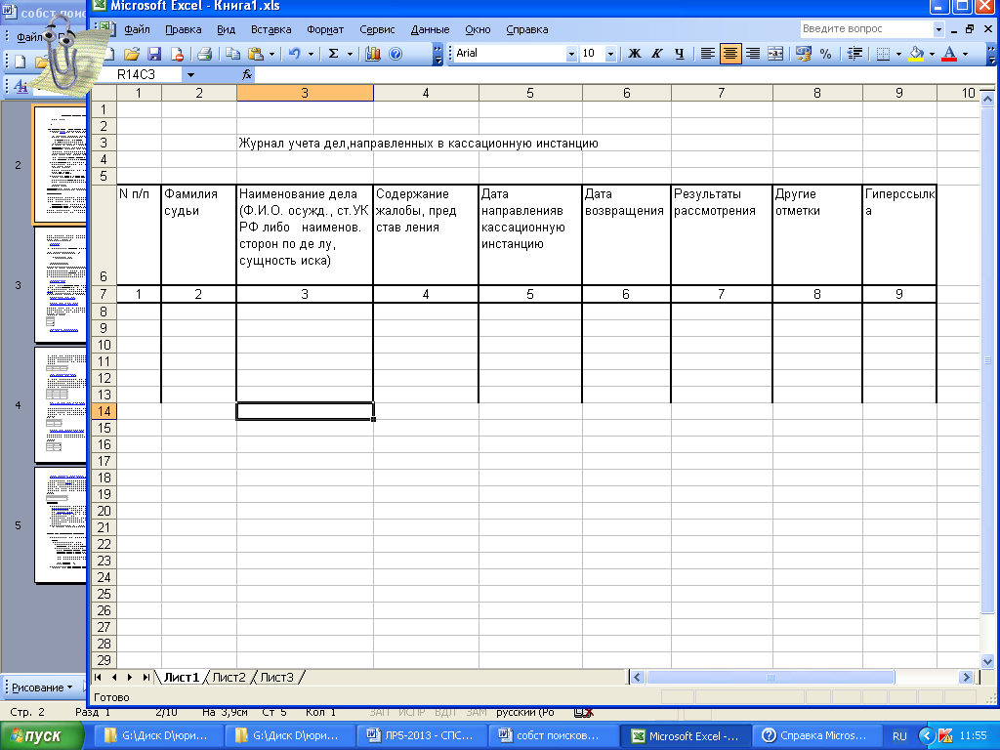 собст поис
Microsoft Excel - Книга1.xls
Файл
Файл Правка Вид Вставка Формат Сервис Данные Окно Справка
Введите вопрос
Arial 10 Ж К Ч
R14C3 fx
1 2 3 4 5 6 7 8 9 10
1
2
3 Журнал учета дел,направленных в кассационную инстанцию
4
5
6
N п/п
Фамилия
судьи
Наименование дела
(Ф.И.О. осужд., ст.УК
РФ либо наименов.
сторон по де лу,
сущность иска)
Содержание
жалобы, пред
став ления
Дата
направленияв
кассационную
инстанцию
Дата
возвращения
Результаты
рассмотрения
Другие
отметки
Гиперссылк
а
7 1 2 3 4 5 6 7 8 9
8
9
10
11
12
13
14
15
16
17
18
19
20
21
22
23
24
25
26
27
28
29
2
3
4
5
Лист1 Лист2 Лист3
Рисование
Готово
Стр. 2 Разд 1 2/10 На 3,9см Ст 5 Кол 1 ЗАП ИСПР ВДЛ ЗАМ русский (Ро
пуск G:\Диск D\юри... G:\Диск D\юри... ЛР5-2013 - СПС... собст поисков... Microsoft Excel -... Справка Micros... RU 11:55